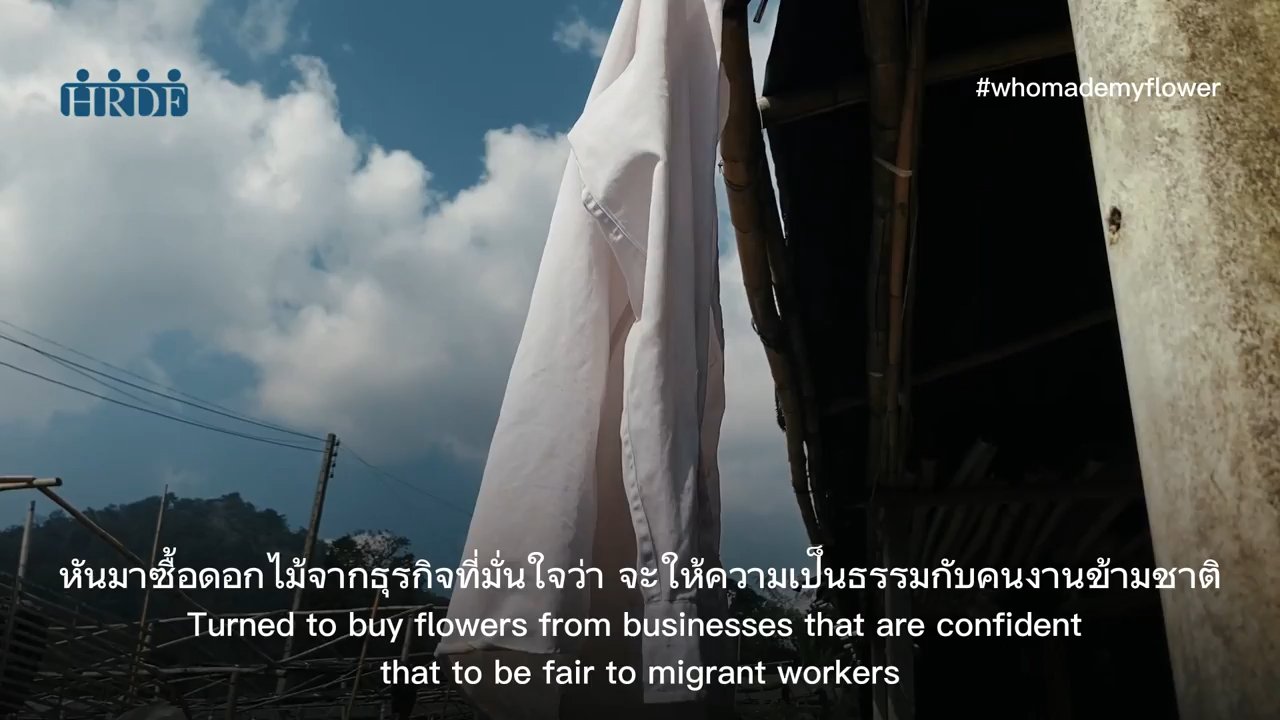 HRDF
#whomademyflower
หันมาซื้อดอกไม้จากธุรกิจที่มั่นใจว่า จะให้ความเป็นธรรมกับคนงานข้ามชาติ
Turned to buy flowers from businesses that are confident
that to be fair to migrant workers